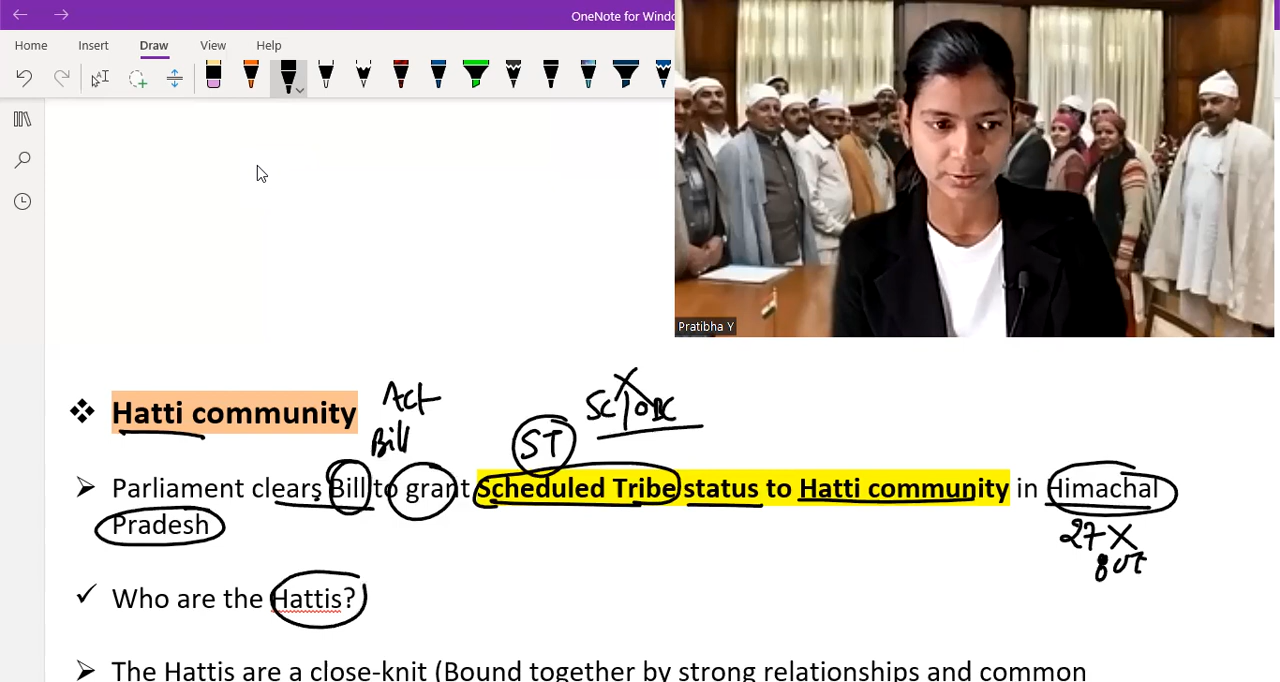 OneNote for Windo
Home Insert Draw View Help
Pratibha Y
Act
SC/OBC
❖ Hatti community
Bill
ST
➢ Parliament clears Bill to grant Scheduled Tribe status to Hatti community in Himachal
Pradesh
27 X
8 UT
✓ Who are the Hattis?
➢ The Hattis are a close-knit (Bound together by strong relationships and common